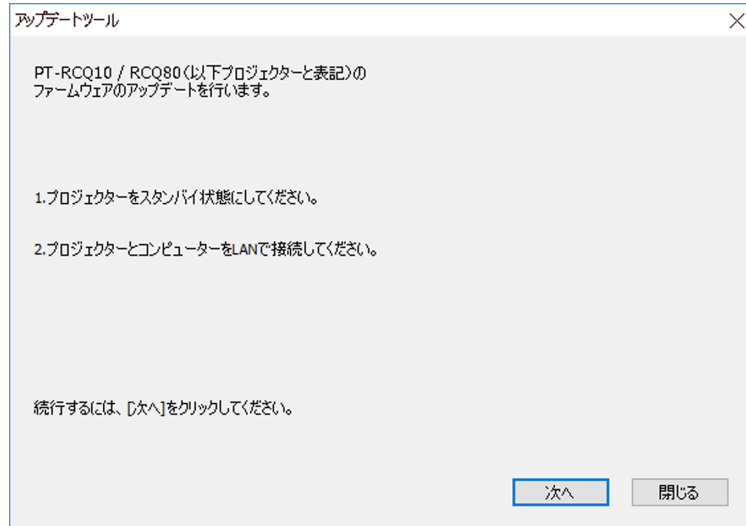 アップデートツール
PT-RCQ10 / RCQ80(以下プロジェクターと表記)の
ファームウェアのアップデートを行います。
1.プロジェクターをスタンバイ状態にしてください。
2.プロジェクターとコンピューターをLANで接続してください。
続行するには、[次へ]をクリックしてください。
次へ
閉じる